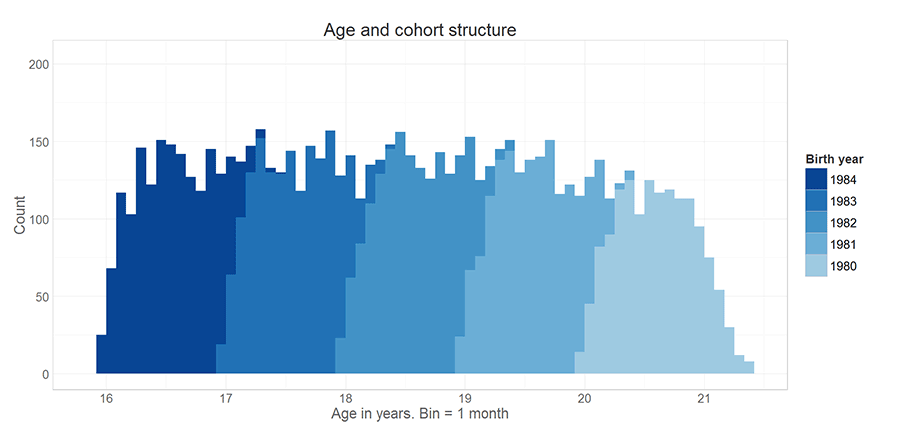 Age and cohort structure
200
150
100
50
0
Count
16 17 18 19 20 21
Age in years. Bin = 1 month
Birth year
1984
1983
1982
1981
1980